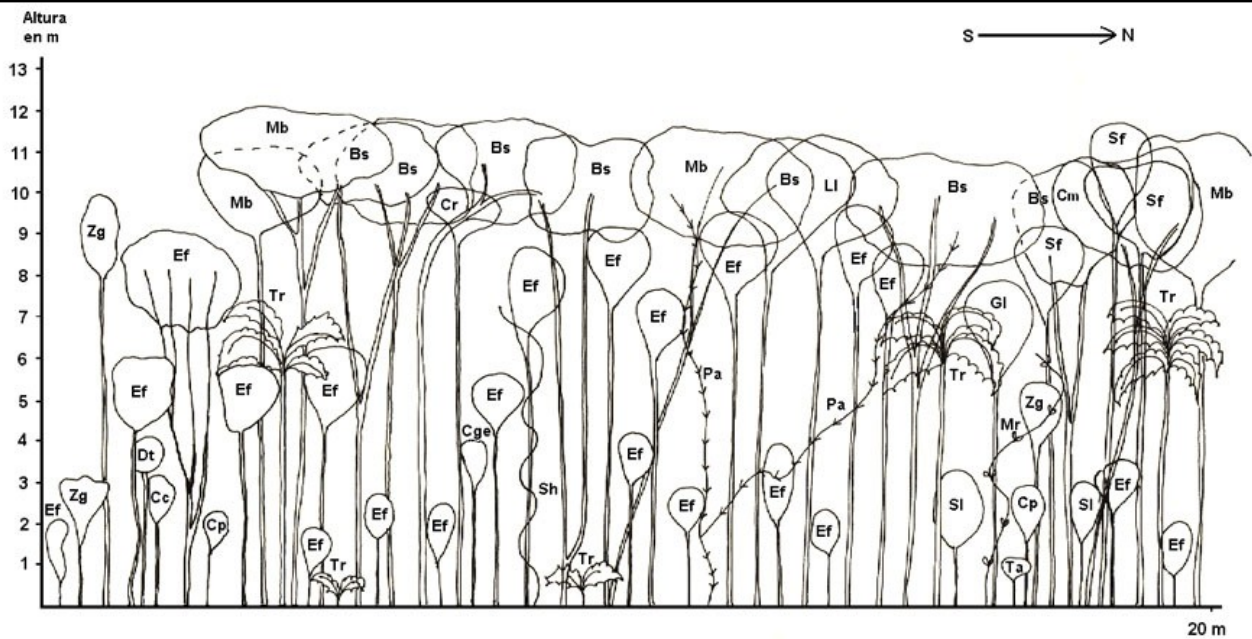 Altura
en m
S N
13
12
11
10
9
8
7
6
5
4
3
2
1
Mb
Bs
Bs
Bs
Bs
Mb
Bs
Ll
Bs
Bs
Cm
Sf
Sf
Mb
Zg
Mb
Cr
Ef
Ef
Ef
Ef
Ef
Ef
Sf
Tr
Ef
Gl
Tr
Ef
Ef
Ef
Ef
Pa
Tr
Pa
Zg
Mr
Dt
Cge
Ef
Zg
Cc
Sh
Ef
Ef
Sl
Cp
Sl
Ef
Ef
Cp
Ef
Ef
Ef
Ef
Ef
Tr
Tr
Ta
20 m